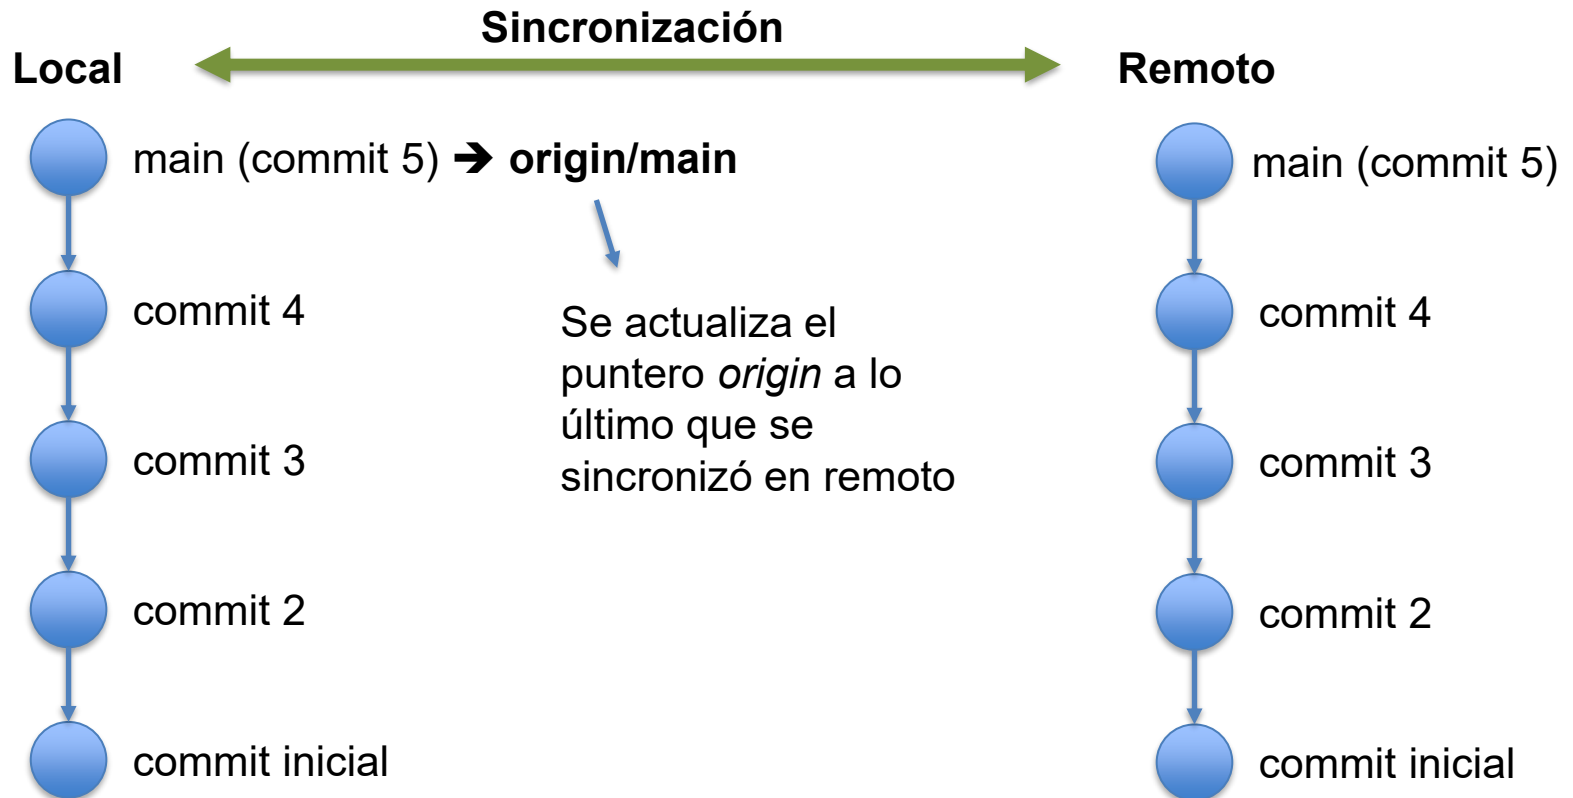 Sincronización
Local
Remoto
main (commit 5) ➔ origin/main
main (commit 5)
commit 4
Se actualiza el
puntero origin a lo
último que se
sincronizó en remoto
commit 4
commit 3
commit 3
commit 2
commit 2
commit inicial
commit inicial